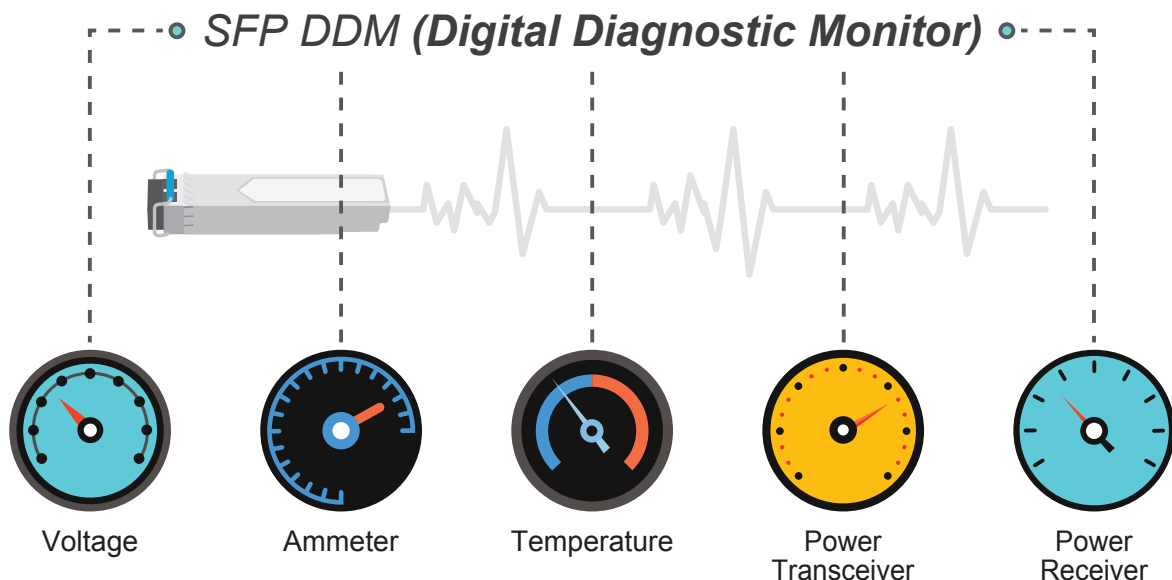 SFP DDM (Digital Diagnostic Monitor)
Voltage
Ammeter
Temperature
Power
Transceiver
Power
Receiver